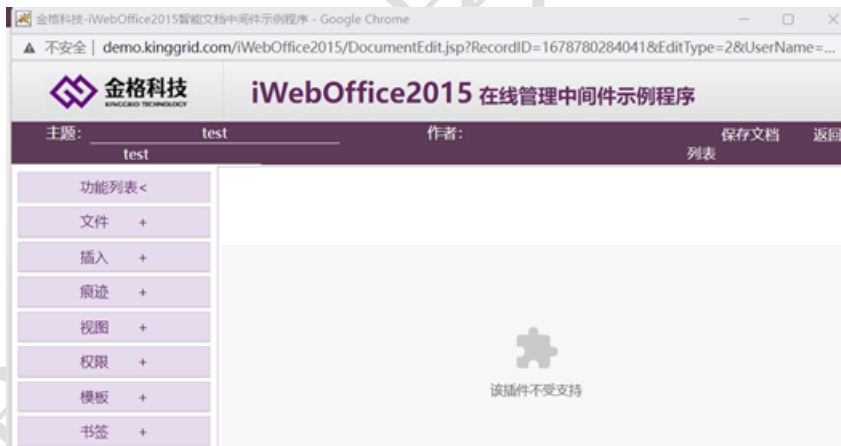 金格科技-iWebOffice2015智能文档中间件示例程序 - Google Chrome
不安全 | demo.kinggrid.com/iWebOffice2015/DocumentEdit.jsp?RecordID=1678780284041&EditType=2&UserName=...
金格科技
KINGGRID TECHNOLOGY
iWebOffice2015 在线管理中间件示例程序
主题: test 作者: 保存文档 返回
test 列表
功能列表<
文件 +
插入 +
痕迹 +
视图 +
权限 +
模板 +
书签 +
该插件不受支持